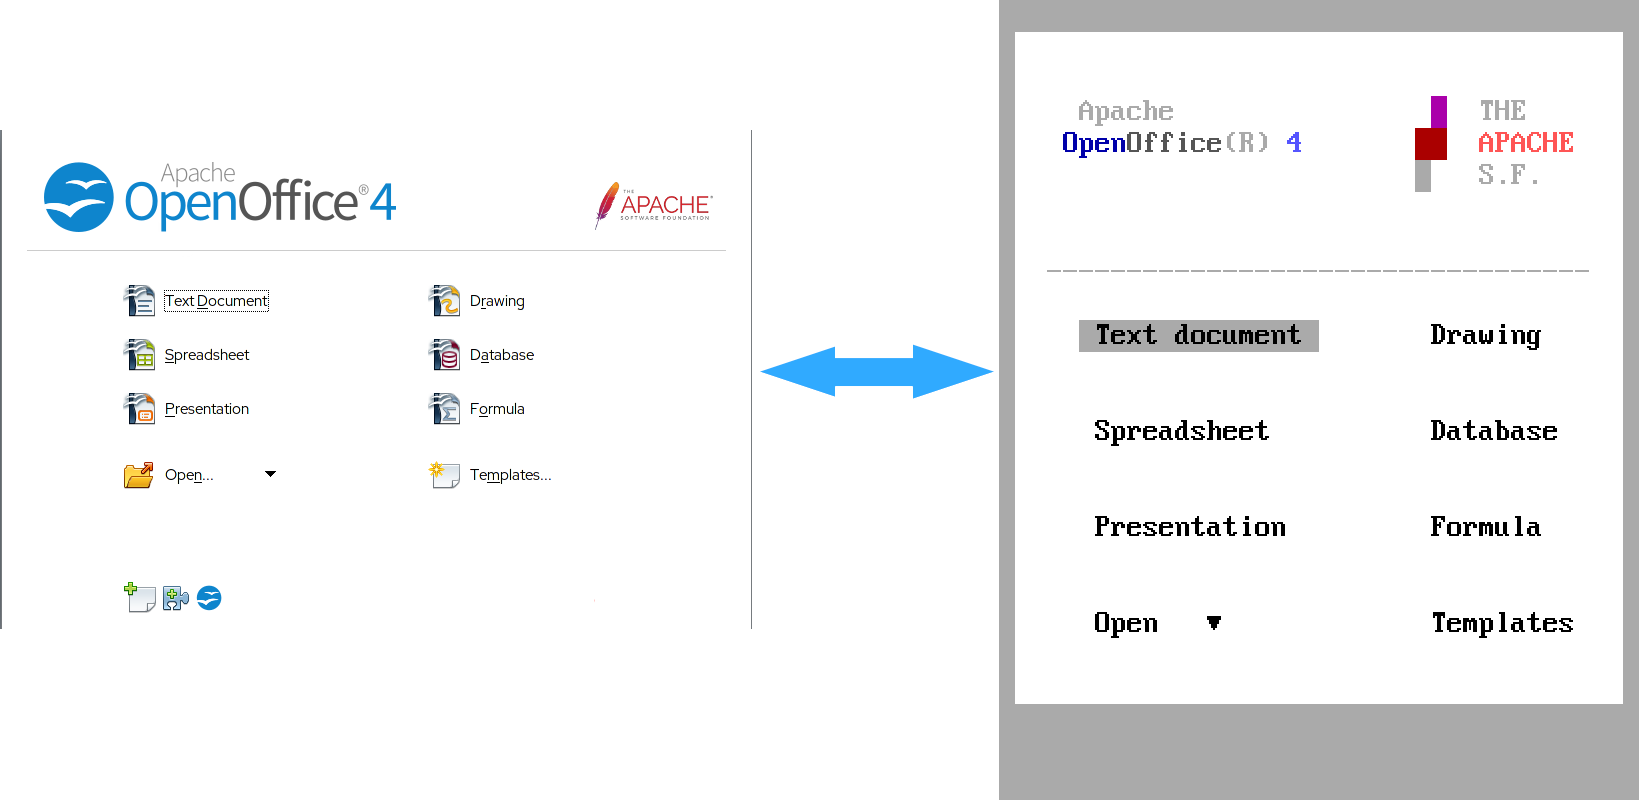 Apache
OpenOffice® 4
THE
APACHE®
SOFTWARE FOUNDATION
Text Document
Drawing
Spreadsheet
Database
Presentation
Formula
Open...
Templates...
Apache
OpenOffice(R) 4
THE
APACHE
S.F.
Text document
Drawing
Spreadsheet
Database
Presentation
Formula
Open ▼
Templates